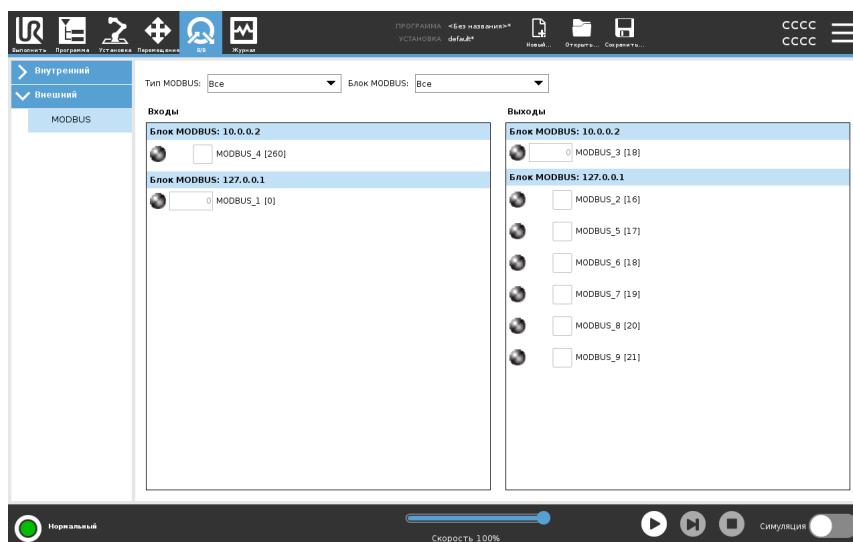 UR
Выполнить Программа Установка Перемещение В/В Журнал
ПРОГРАММА <Без названия>*
УСТАНОВКА default*
Новый... Открыть... Сохранить...
CCCC
CCCC
Внутренний
Внешний
MODBUS
Тип MODBUS: Все Блок MODBUS: Все
Входы
Блок MODBUS: 10.0.0.2
MODBUS_4 [260]
Блок MODBUS: 127.0.0.1
0 MODBUS_1 [0]
Выходы
Блок MODBUS: 10.0.0.2
0 MODBUS_3 [18]
Блок MODBUS: 127.0.0.1
MODBUS_2 [16]
MODBUS_5 [17]
MODBUS_6 [18]
MODBUS_7 [19]
MODBUS_8 [20]
MODBUS_9 [21]
Нормальный
Скорость 100%
Симуляция